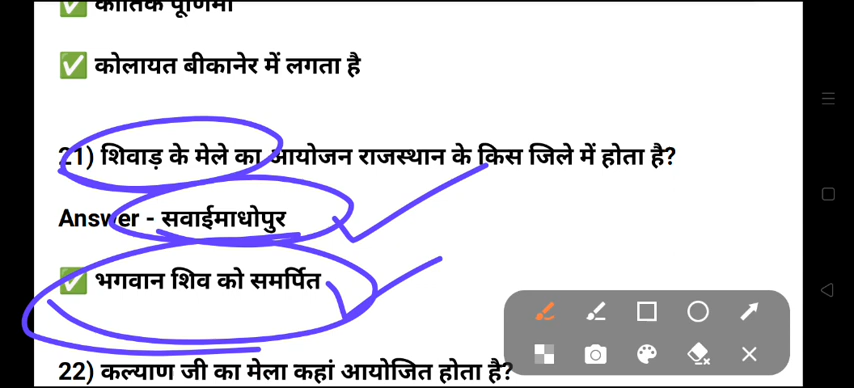 ✅ कार्तिक पूर्णिमा
✅ कोलायत बीकानेर में लगता है
21) शिवाड़ के मेले का आयोजन राजस्थान के किस जिले में होता है?
Answer - सवाईमाधोपुर
✅ भगवान शिव को समर्पित
22) कल्याण जी का मेला कहां आयोजित होता है?